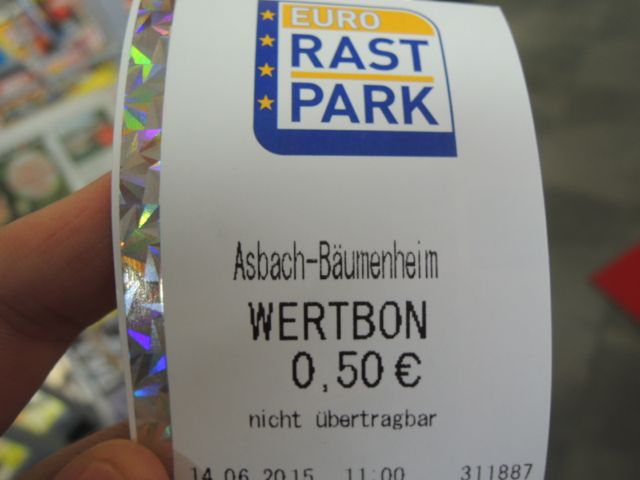 EURO
RAST
PARK
Asbach-Bäumenheim
WERTBON
0,50 €
nicht übertragbar
14.06.2015 11:00 311887